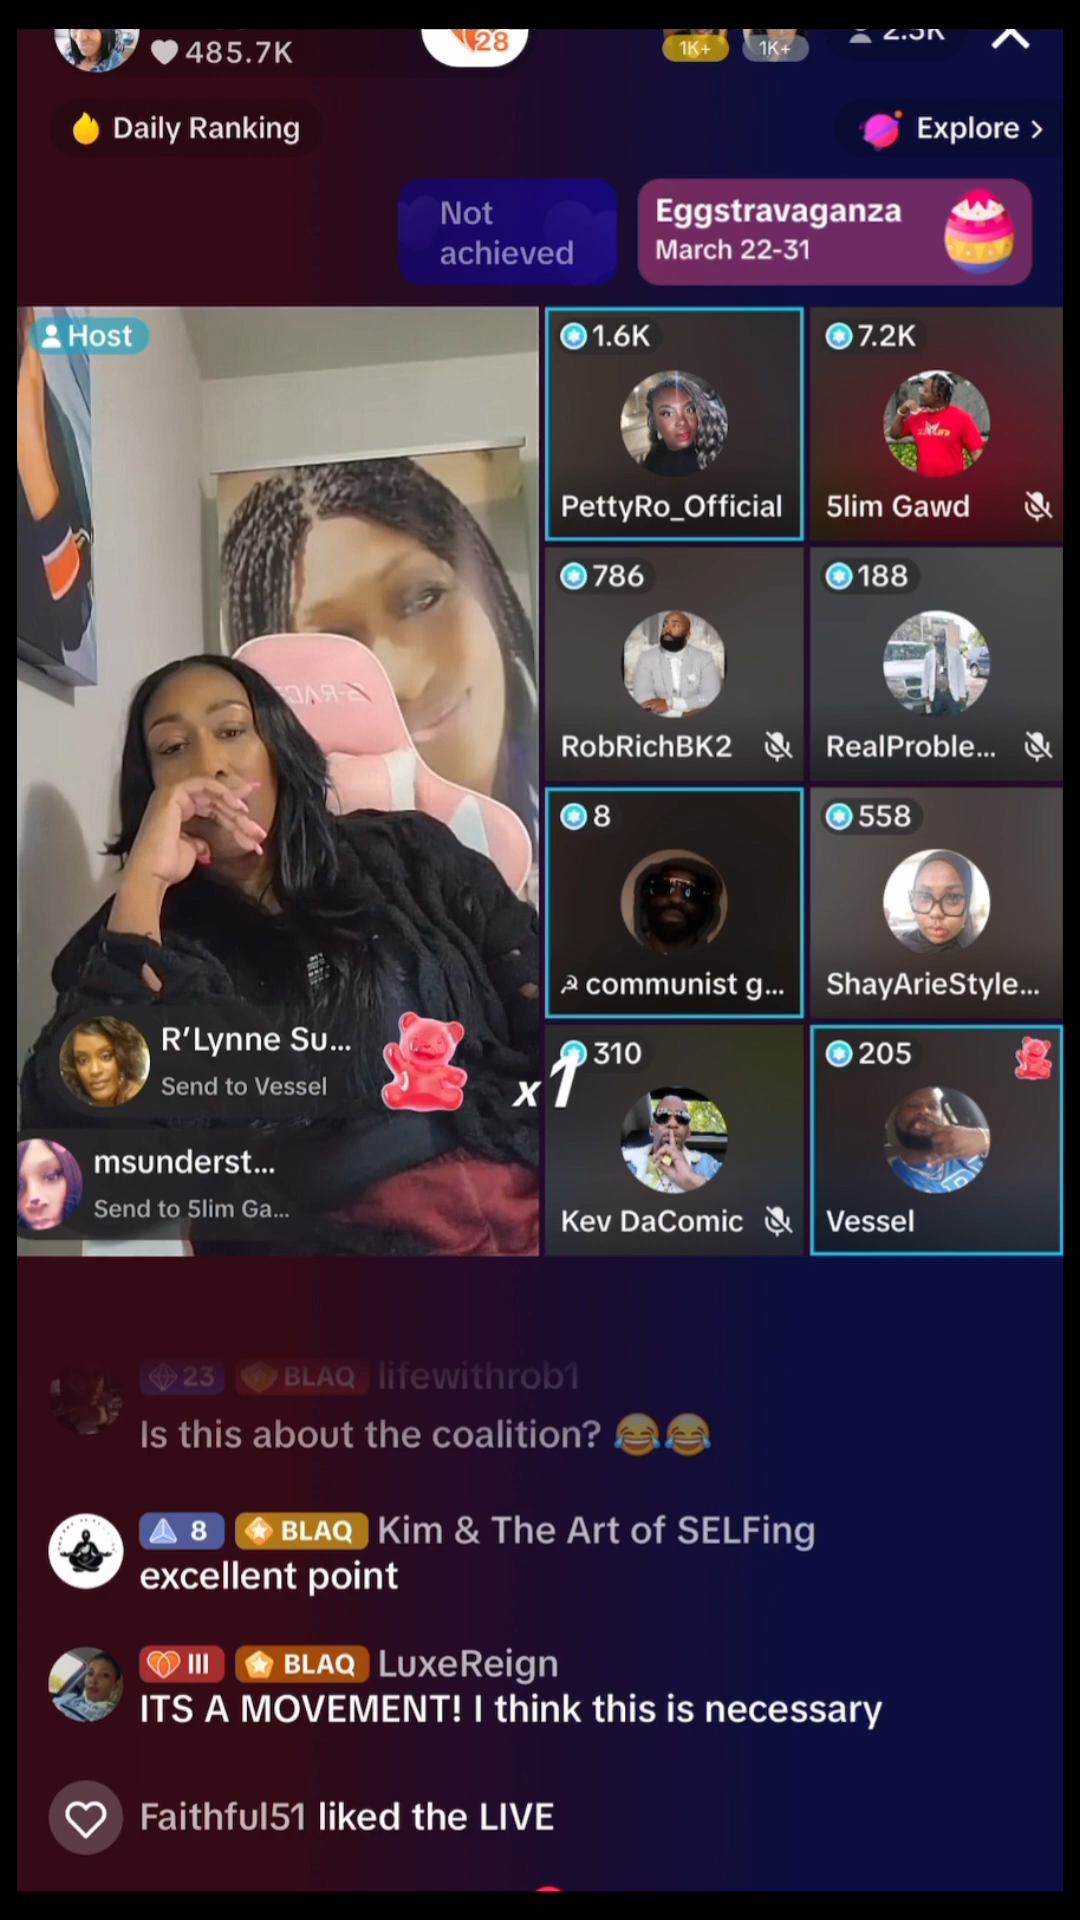 485.7K
28
1K+
1K+
2.5K
Daily Ranking
Explore >
Not
achieved
Eggstravaganza
March 22-31
Host
1.6K
PettyRo_Official
7.2K
5lim Gawd
786
RobRichBK2
188
RealProble...
8
☭ communist g...
558
ShayArieStyle...
R'Lynne Su...
Send to Vessel
x1
msunderst...
Send to 5lim Ga...
310
Kev DaComic
205
Vessel
23 BLAQ lifewithrob1
Is this about the coalition? 😂😂
8 BLAQ Kim & The Art of SELFing
excellent point
III BLAQ LuxeReign
ITS A MOVEMENT! I think this is necessary
Faithful51 liked the LIVE